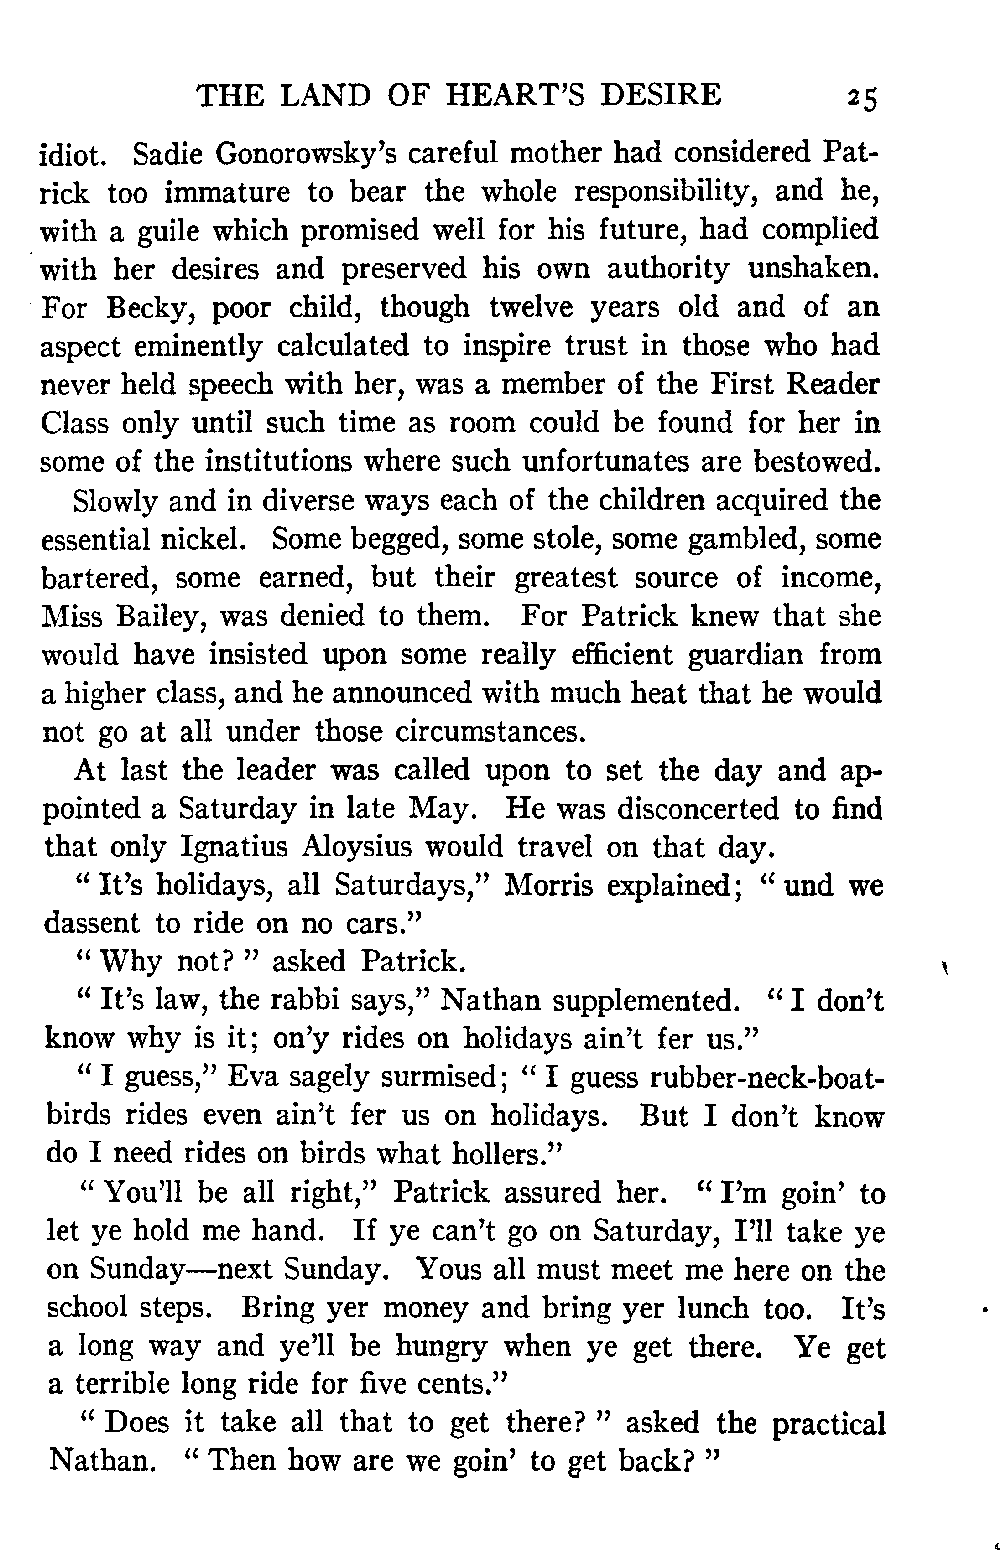 THE LAND OF HEART'S DESIRE 25
idiot. Sadie Gonorowsky's careful mother had considered Pat-
rick too immature to bear the whole responsibility, and he,
with a guile which promised well for his future, had complied
with her desires and preserved his own authority unshaken.
For Becky, poor child, though twelve years old and of an
aspect eminently calculated to inspire trust in those who had
never held speech with her, was a member of the First Reader
Class only until such time as room could be found for her in
some of the institutions where such unfortunates are bestowed.
Slowly and in diverse ways each of the children acquired the
essential nickel. Some begged, some stole, some gambled, some
bartered, some earned, but their greatest source of income,
Miss Bailey, was denied to them. For Patrick knew that she
would have insisted upon some really efficient guardian from
a higher class, and he announced with much heat that he would
not go at all under those circumstances.
At last the leader was called upon to set the day and ap-
pointed a Saturday in late May. He was disconcerted to find
that only Ignatius Aloysius would travel on that day.
" It's holidays, all Saturdays," Morris explained; " und we
dassent to ride on no cars."
" Why not? " asked Patrick.
" It's law, the rabbi says," Nathan supplemented. " I don't
know why is it; on'y rides on holidays ain't fer us."
" I guess," Eva sagely surmised; " I guess rubber-neck-boat-
birds rides even ain't fer us on holidays. But I don't know
do I need rides on birds what hollers."
" You'll be all right," Patrick assured her. " I'm goin' to
let ye hold me hand. If ye can't go on Saturday, I'll take ye
on Sunday—next Sunday. Yous all must meet me here on the
school steps. Bring yer money and bring yer lunch too. It's
a long way and ye'll be hungry when ye get there. Ye get
a terrible long ride for five cents."
" Does it take all that to get there? " asked the practical
Nathan. " Then how are we goin' to get back? "